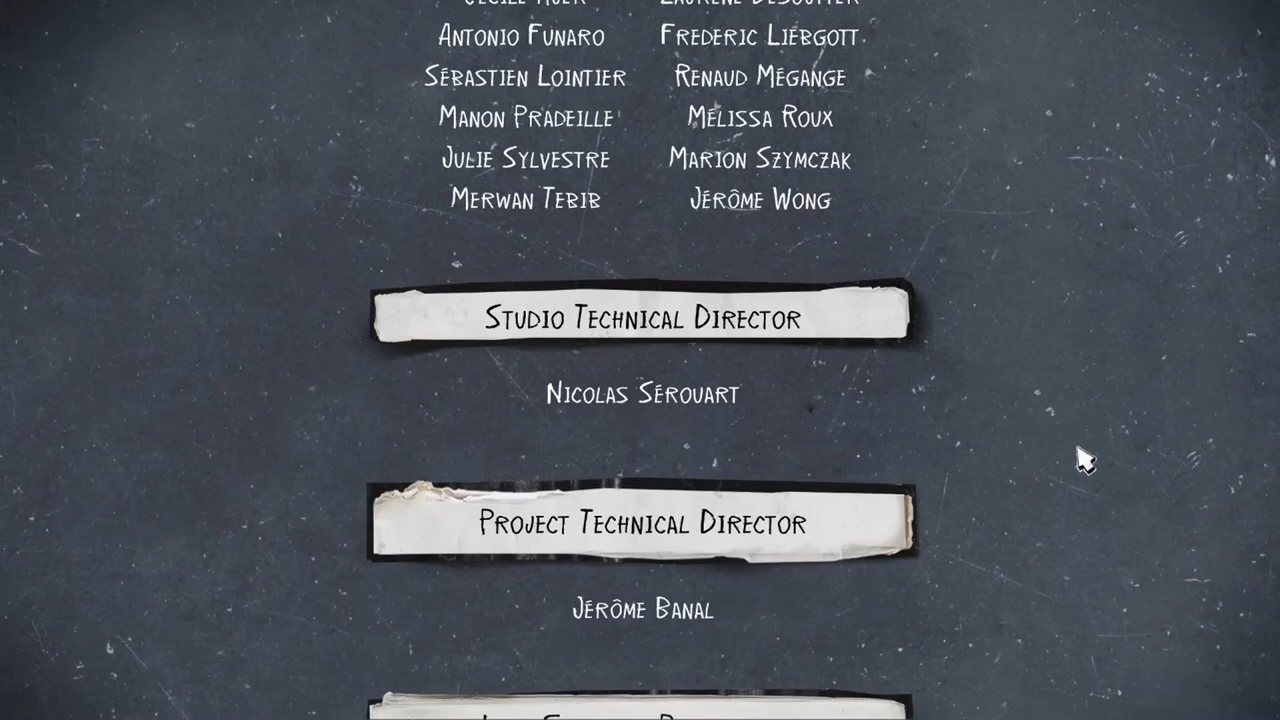 Antonio Funaro Frederic Liébgott
Sébastien Lointier Renaud Mégange
Manon Pradeille Mélissa Roux
Julie Sylvestre Marion Szymczak
Merwan Tebib Jérôme Wong
Studio Technical Director
Nicolas Sérouart
Project Technical Director
Jérôme Banal